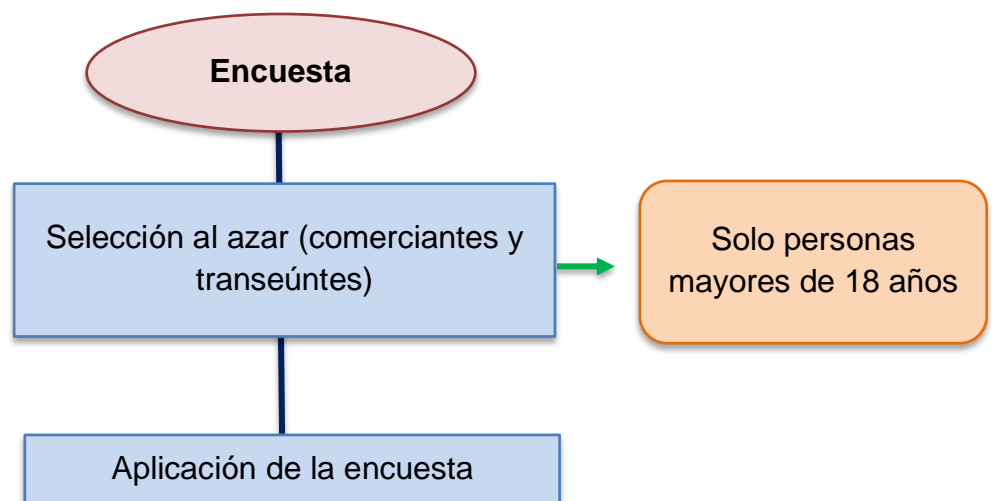 Encuesta
Selección al azar (comerciantes y
transeúntes)
Solo personas
mayores de 18 años
Aplicación de la encuesta